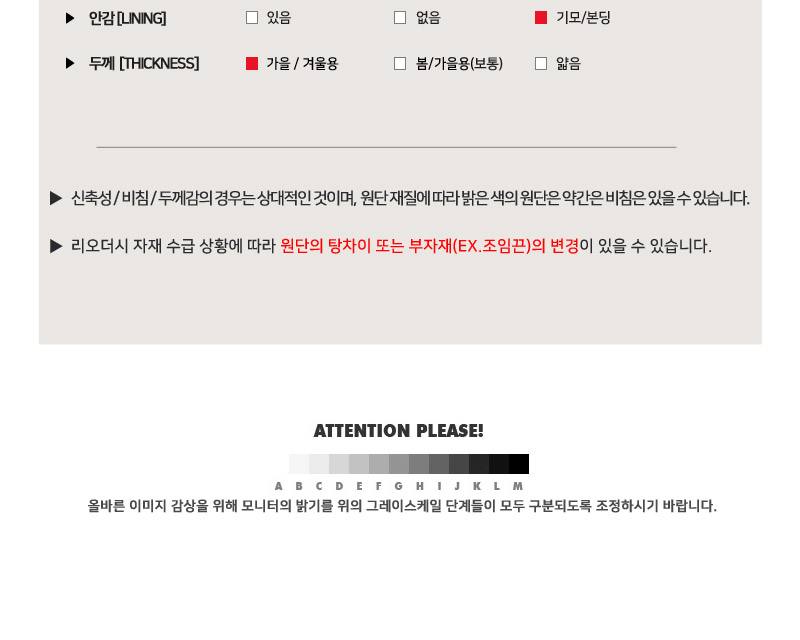 ▶ 안감 [LINING] □ 있음 □ 없음 ■ 기모/본딩
▶ 두께 [THICKNESS] ■ 가을 / 겨울용 □ 봄/가을용(보통) □ 얇음
▶ 신축성 / 비침 / 두께감의 경우는 상대적인 것이며, 원단 재질에 따라 밝은 색의 원단은 약간은 비침은 있을 수 있습니다.
▶ 리오더시 자재 수급 상황에 따라 원단의 탕차이 또는 부자재(EX.조임끈)의 변경이 있을 수 있습니다.
ATTENTION PLEASE!
A B C D E F G H I J K L M
올바른 이미지 감상을 위해 모니터의 밝기를 위의 그레이스케일 단계들이 모두 구분되도록 조정하시기 바랍니다.